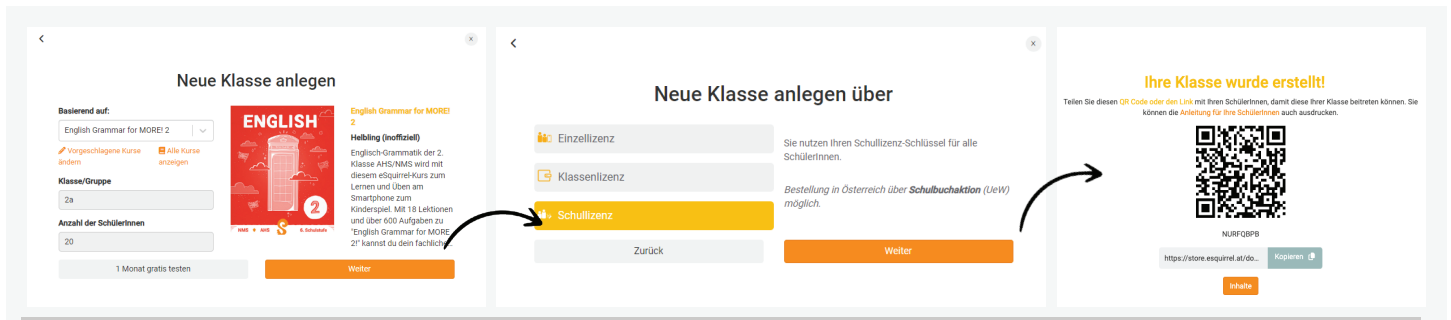 Neue Klasse anlegen
Basierend auf:
English Grammar for MORE! 2
Vorgeschlagene Kurse
ändern
Alle Kurse
anzeigen
Klasse/Gruppe
2a
Anzahl der SchülerInnen
20
1 Monat gratis testen
ENGLISH
2
NMS + AHS
6. Schulstufe
English Grammar for MORE!
2
Helbling (inoffiziell)
Englisch-Grammatik der 2.
Klasse AHS/NMS wird mit
diesem eSquirrel-Kurs zum
Lernen und Üben am
Smartphone zum
Kinderspiel. Mit 18 Lektionen
und über 600 Aufgaben zu
"English Grammar for MORE
2!" kannst du dein fachliche...
Weiter
Neue Klasse anlegen über
Einzellizenz
Klassenlizenz
Schullizenz
Sie nutzen Ihren Schullizenz-Schlüssel für alle
SchülerInnen.
Bestellung in Österreich über Schulbuchaktion (UeW)
möglich.
Zurück
Weiter
Ihre Klasse wurde erstellt!
Teilen Sie diesen QR Code oder den Link mit Ihren SchülerInnen, damit diese Ihrer Klasse beitreten können. Sie
können die Anleitung für Ihre SchülerInnen auch ausdrucken.
NURFQBPB
https://store.esquirrel.at/do...
Kopieren
Inhalte